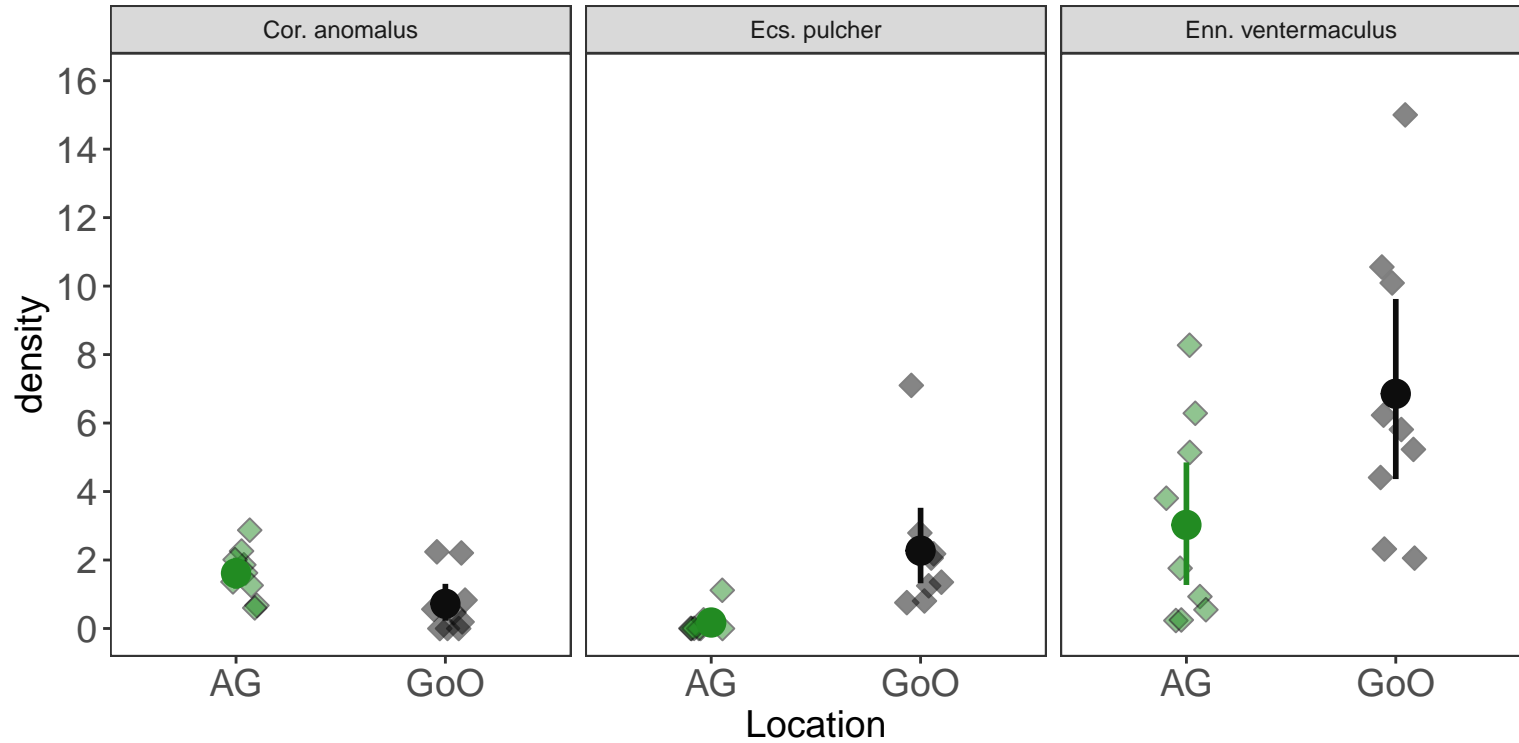 Cor. anomalus
Ecs. pulcher
Enn. ventermaculus
density
16
14
12
10
8
6
4
2
0
AG
GoO
AG
GoO
AG
GoO
Location